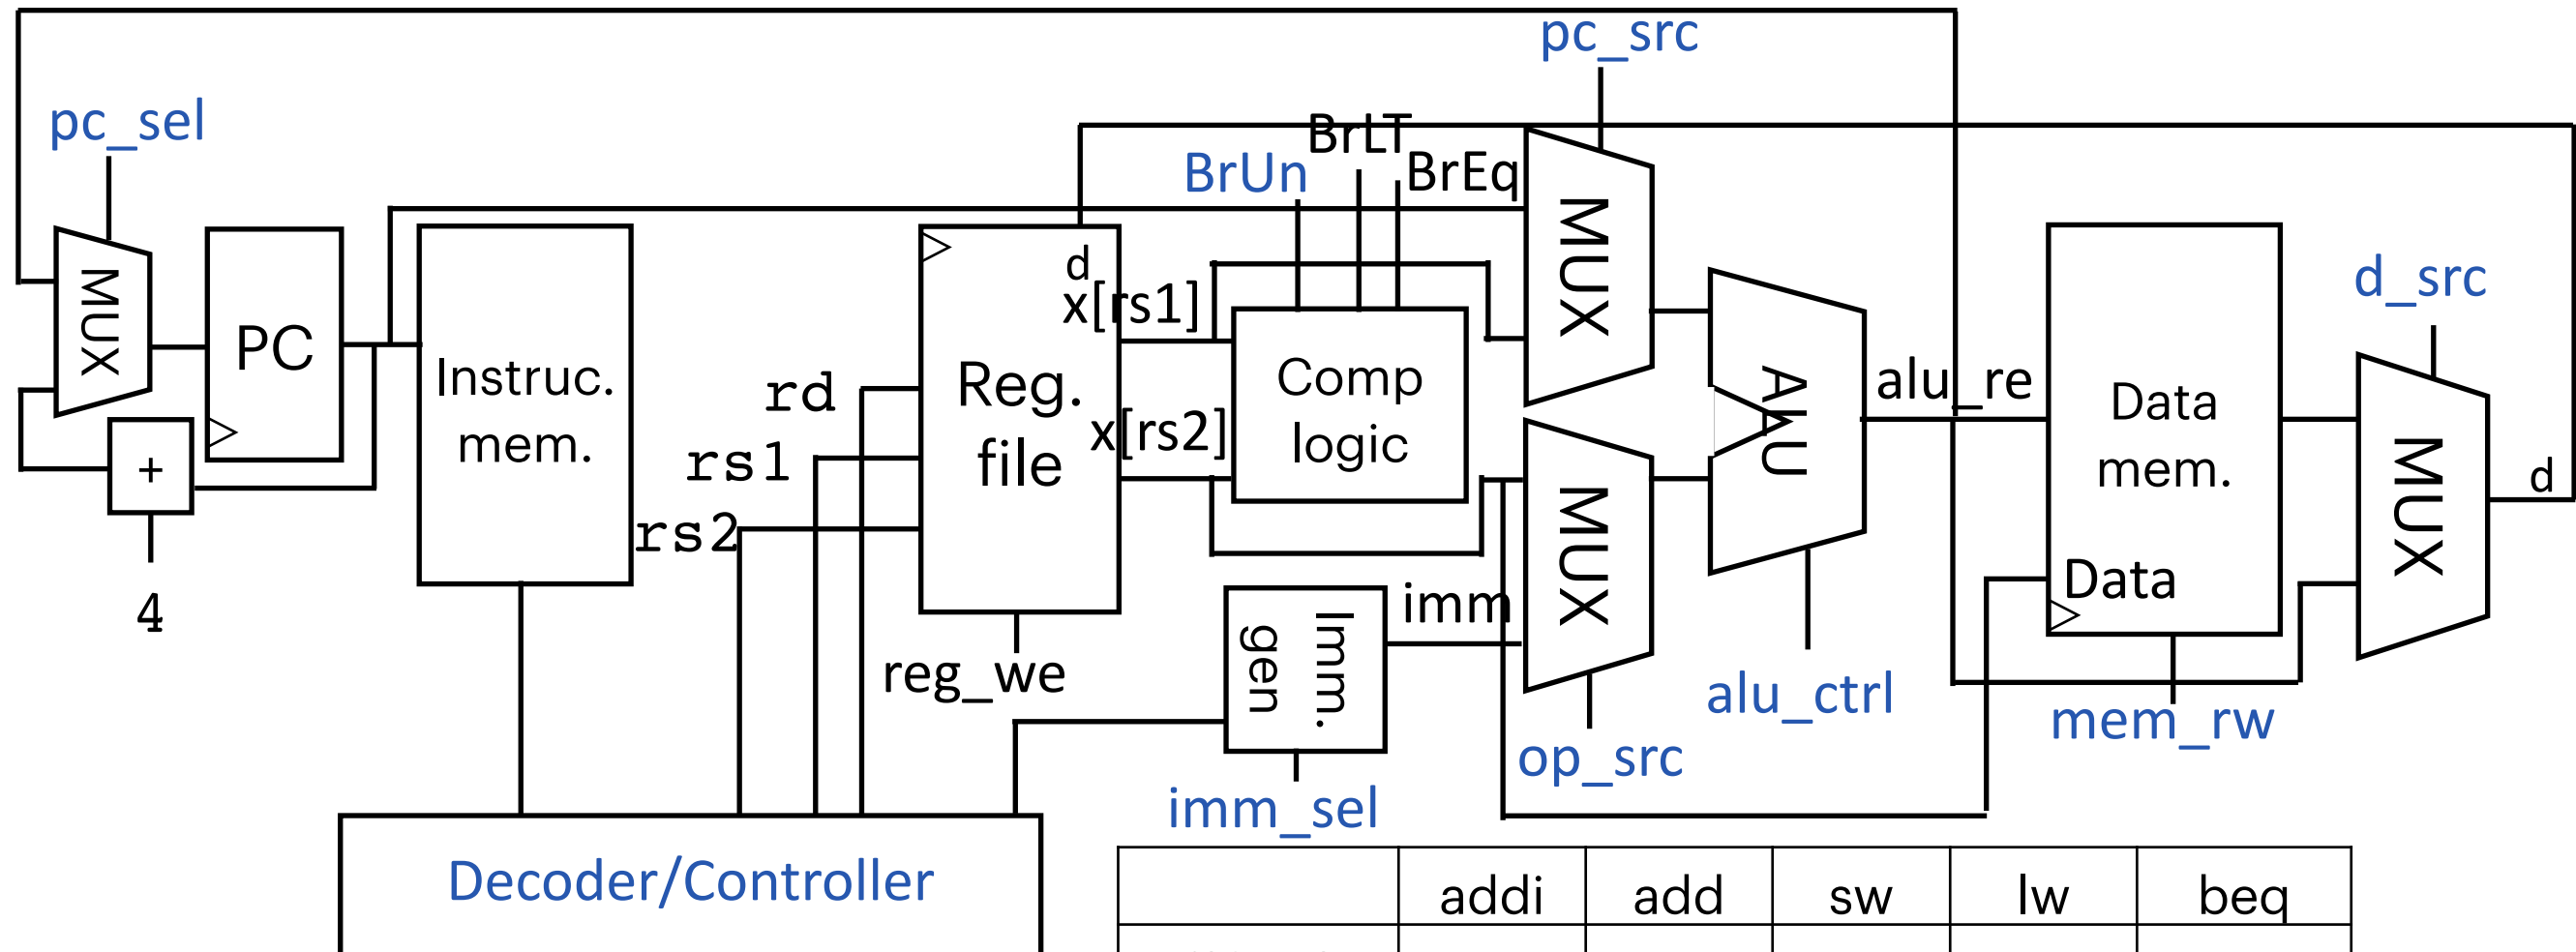 pc_src
pc_sel
BrLT
BrUn
BrEq
MUX
PC
+
4
Instruc.
mem.
rd
rs1
rs2
d
x[rs1]
Reg.
file
x[rs2]
reg_we
Comp
logic
Imm.
gen
imm
imm_sel
MUX
MUX
op_src
ALU
alu_ctrl
alu_re
Data
mem.
Data
mem_rw
d_src
MUX
d
Decoder/Controller
addi add sw lw beq